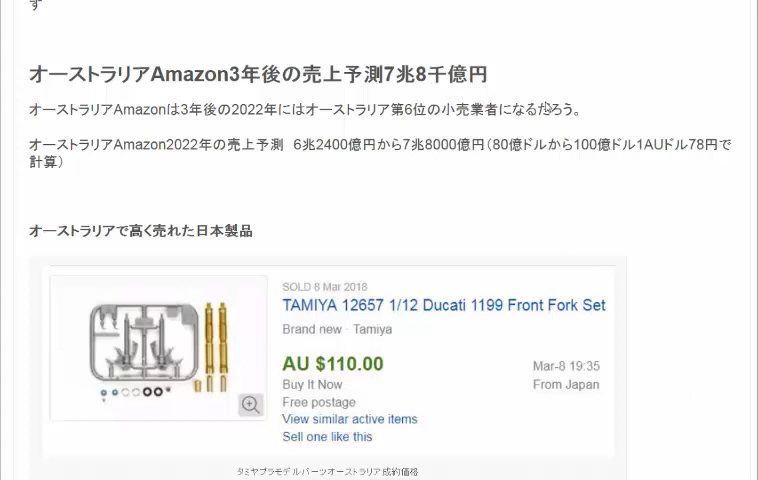 す
オーストラリアAmazon3年後の売上予測7兆8千億円
オーストラリアAmazonは3年後の2022年にはオーストラリア第6位の小売業者になるだろう。
オーストラリアAmazon2022年の売上予測 6兆2400億円から7兆8000億円（80億ドルから100億ドル1AUドル78円で
計算）
オーストラリアで高く売れた日本製品
SOLD 8 Mar 2018
TAMIYA 12657 1/12 Ducati 1199 Front Fork Set
Brand new · Tamiya
AU $110.00
Mar-8 19:35
Buy It Now
From Japan
Free postage
View similar active items
Sell one like this
タミヤプラモデルパーツオーストラリア成約価格